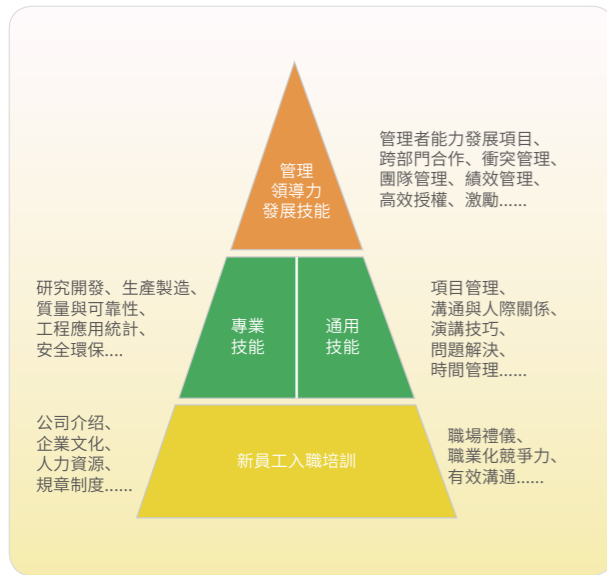 管理
領導力
發展技能
管理者能力發展項目、
跨部門合作、衝突管理、
團隊管理、績效管理、
高效授權、激勵......
研究開發、生產製造、
質量與可靠性、
工程應用統計、
安全環保....
專業
技能
通用
技能
項目管理、
溝通與人際關係、
演講技巧、
問題解決、
時間管理......
公司介绍、
企業文化、
人力資源、
規章制度......
新員工入職培訓
職場禮儀、
職業化競爭力、
有效溝通......